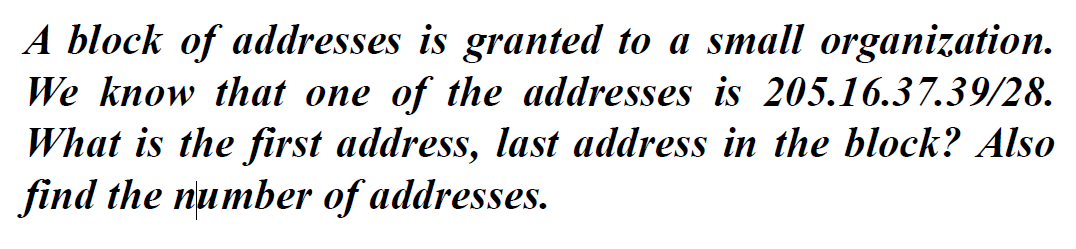 A block of addresses is granted to a small organization.
We know that one of the addresses is 205.16.37.39/28.
What is the first address, last address in the block? Also
find the number of addresses.